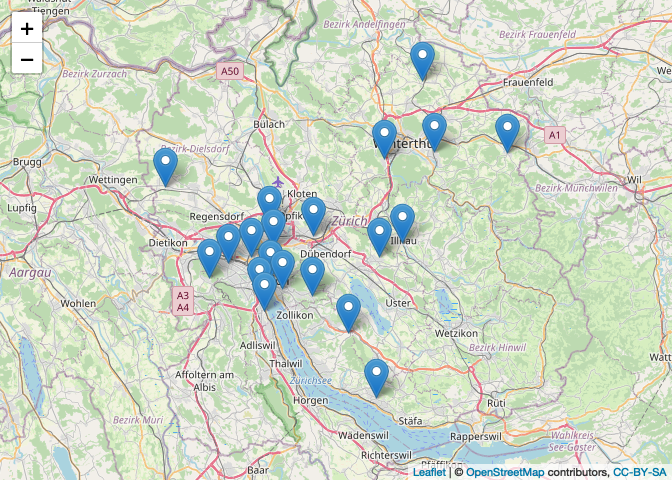 Waldshut-
Tiengen
Bezirk Andelfingen
Bezirk Frauenfeld
+
−
Bezirk Zurzach
A50
Frauenfeld
Bülach
A1
Bezirk Dielsdorf
Brugg
Wettingen
Kloten
Bezirk Münchwilen
Wil
Lupfig
Regensdorf
Zürich
Dietikon
Illnau
Dübendorf
Aargau
A3
A4
Wohlen
Uster
Zollikon
Wetzikon
Adliswil
Bezirk Hinwil
Thalwil
Affoltern am
Albis
Zürichsee
Horgen
Rüti
Bezirk Muri
Stäfa
Wädenswil
Rapperswil
Wahlkreis
See-Gaster
Richterswil
Baar
Leaflet | © OpenStreetMap contributors, CC-BY-SA